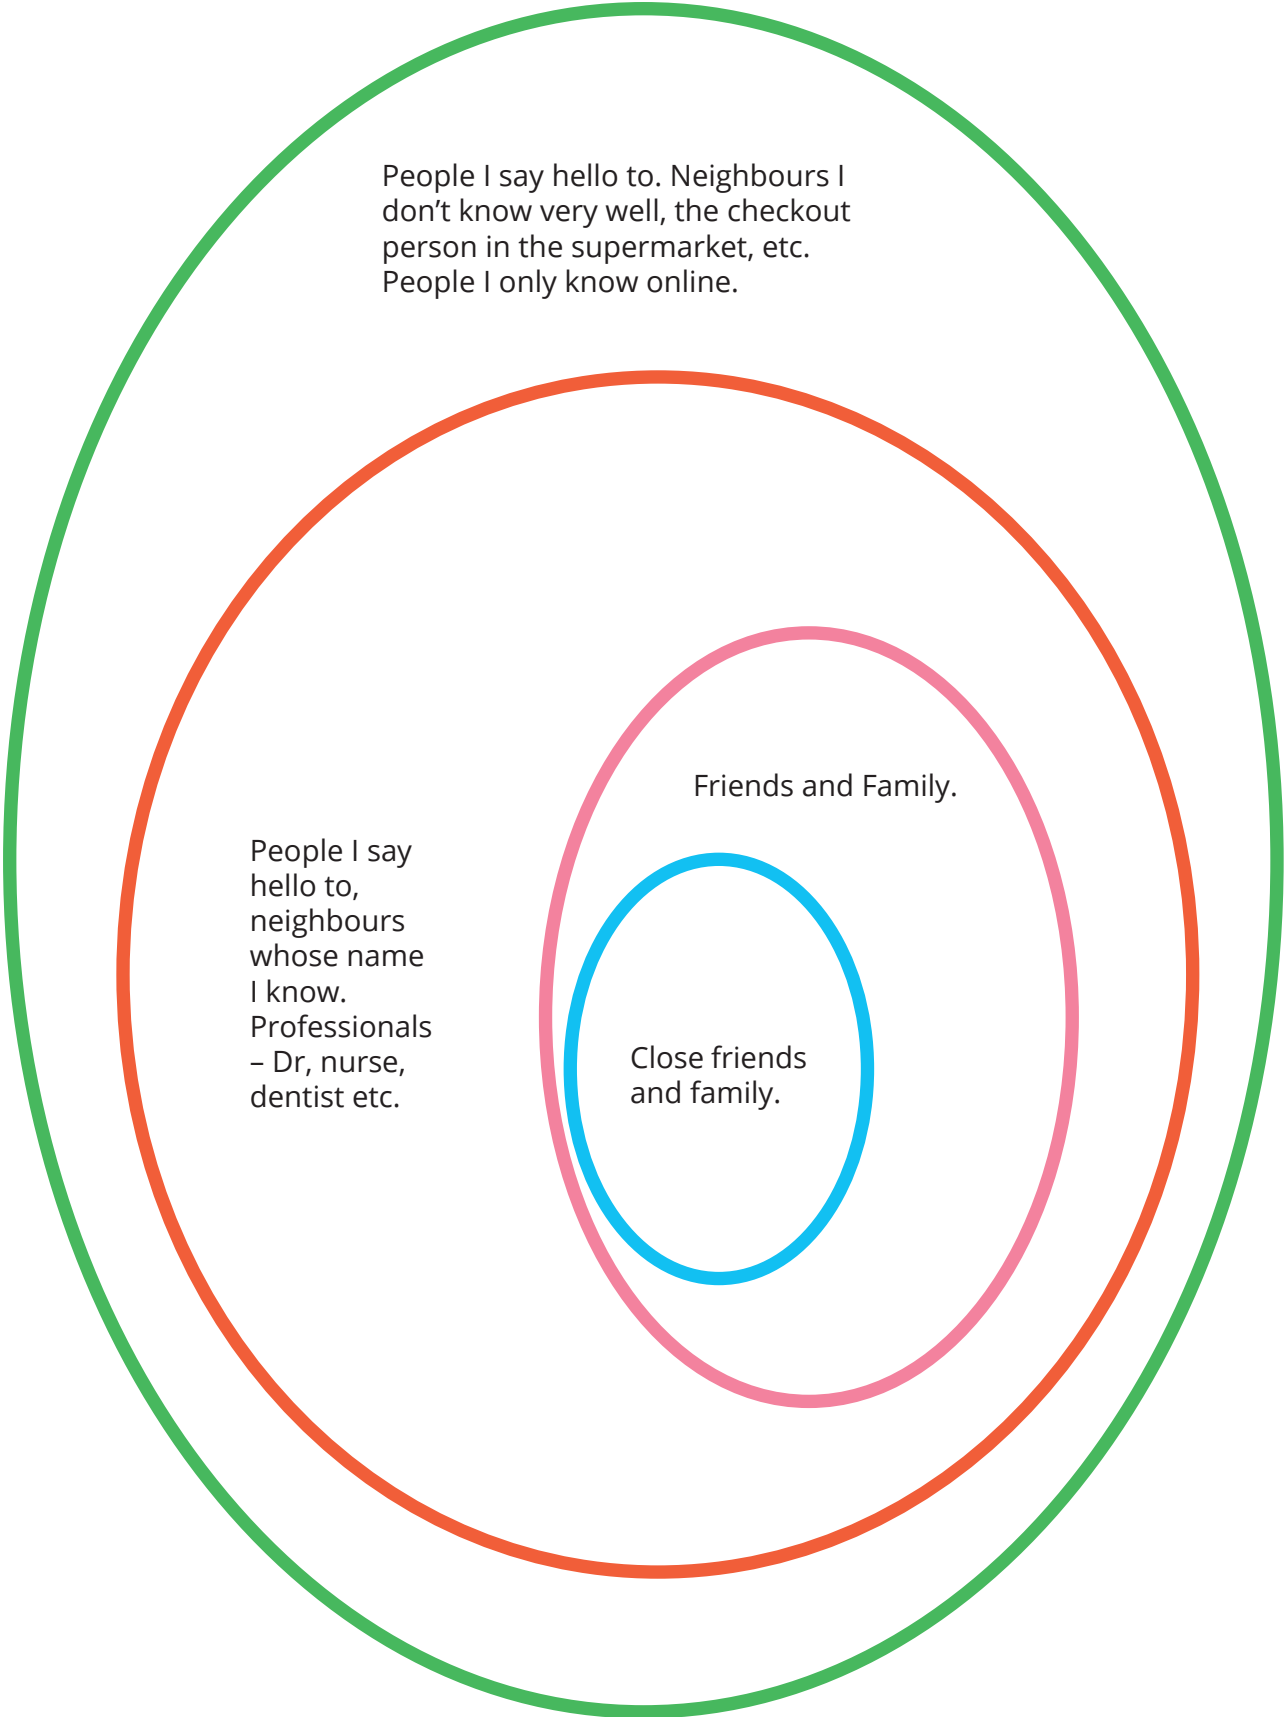 People I say hello to. Neighbours I
don’t know very well, the checkout
person in the supermarket, etc.
People I only know online.
Friends and Family.
People I say
hello to,
neighbours
whose name
I know.
Professionals
– Dr, nurse,
dentist etc.
Close friends
and family.